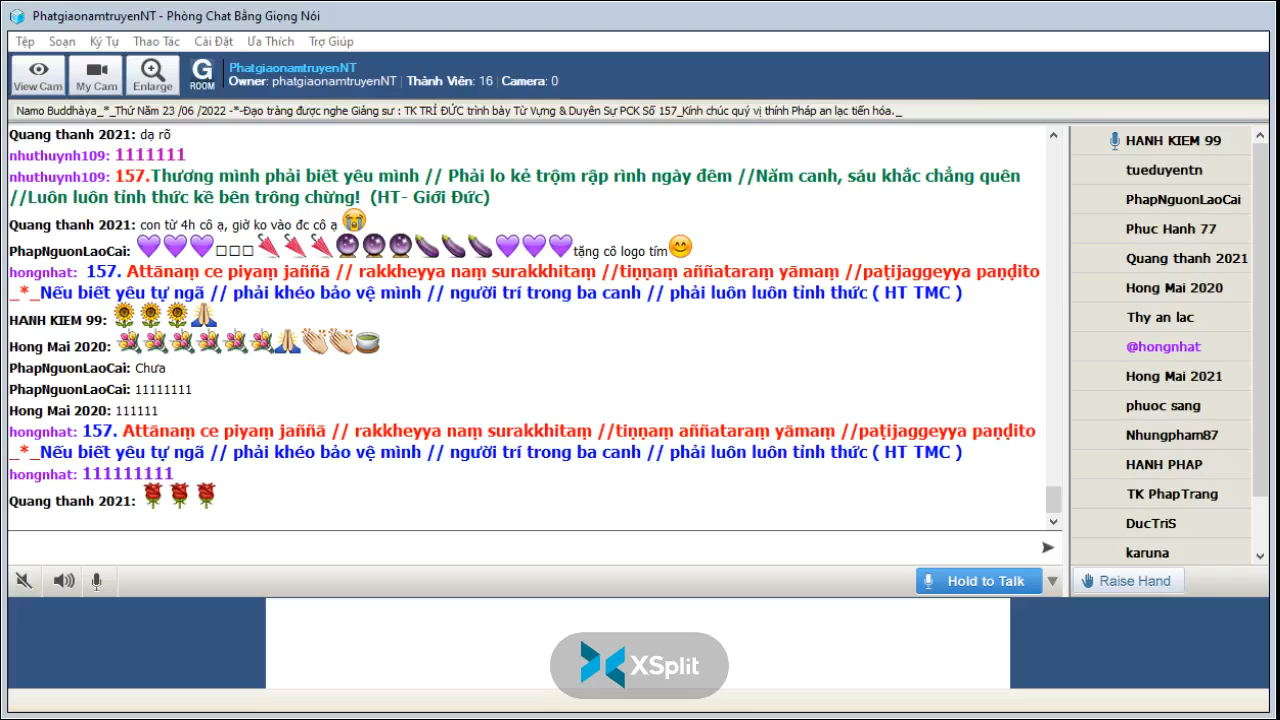 PhatgiaonamtruyenNT - Phòng Chat Bằng Giọng Nói
Tệp Soạn Ký Tự Thao Tác Cài Đặt Ưa Thích Trợ Giúp
View Cam My Cam Enlarge G ROOM
PhatgiaonamtruyenNT
Owner: phatgiaonamtruyenNT Thành Viên: 16 Camera: 0
Namo Buddhàya_*_Thứ Năm 23 /06 /2022 -*-Đạo tràng được nghe Giảng sư : TK TRÍ ĐỨC trình bày Từ Vựng & Duyên Sự PCK Số 157_Kính chúc quý vị thính Pháp an lạc tiến hóa._
Quang thanh 2021: dạ rõ
nhuthuynh109: 1111111
nhuthuynh109: 157.Thương mình phải biết yêu mình // Phải lo kẻ trộm rập rình ngày đêm //Năm canh, sáu khắc chẳng quên
//Luôn luôn tỉnh thức kề bên trông chừng! (HT- Giới Đức)
Quang thanh 2021: con từ 4h cô ạ, giờ ko vào đc cô ạ 😭
PhapNguonLaoCai: 💜💜💜□□□🌂🌂🌂🔮🔮🔮🍆🍆🍆💜💜💜tặng cô logo tím😊
hongnhat: 157. Attānaṃ ce piyaṃ jaññā // rakkheyya naṃ surakkhitaṃ //tiṇṇaṃ aññataraṃ yāmaṃ //paṭijaggeyya paṇḍito
_*_Nếu biết yêu tự ngã // phải khéo bảo vệ mình // người trí trong ba canh // phải luôn luôn tỉnh thức ( HT TMC )
HANH KIEM 99: 🌻🌻🌻🙏
Hong Mai 2020: 💐💐💐💐💐💐🙏👏👏🍵
PhapNguonLaoCai: Chưa
PhapNguonLaoCai: 11111111
Hong Mai 2020: 111111
hongnhat: 157. Attānaṃ ce piyaṃ jaññā // rakkheyya naṃ surakkhitaṃ //tiṇṇaṃ aññataraṃ yāmaṃ //paṭijaggeyya paṇḍito
_*_Nếu biết yêu tự ngã // phải khéo bảo vệ mình // người trí trong ba canh // phải luôn luôn tỉnh thức ( HT TMC )
hongnhat: 111111111
Quang thanh 2021: 🌹🌹🌹
Hold to Talk
HANH KIEM 99
tueduyentn
PhapNguonLaoCai
Phuc Hanh 77
Quang thanh 2021
Hong Mai 2020
Thy an lac
@hongnhat
Hong Mai 2021
phuoc sang
Nhungpham87
HANH PHAP
TK PhapTrang
DucTriS
karuna
Raise Hand
XSplit